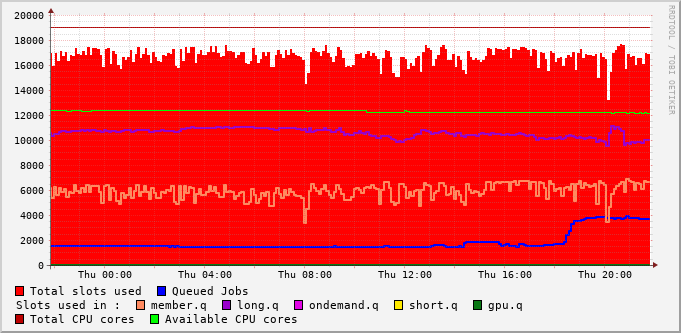 20000
18000
16000
14000
12000
10000
8000
6000
4000
2000
0
Thu 00:00 Thu 04:00 Thu 08:00 Thu 12:00 Thu 16:00 Thu 20:00
Total slots used Queued Jobs
Slots used in : member.q long.q ondemand.q short.q gpu.q
Total CPU cores Available CPU cores
RRDTOOL / TOBI OETIKER